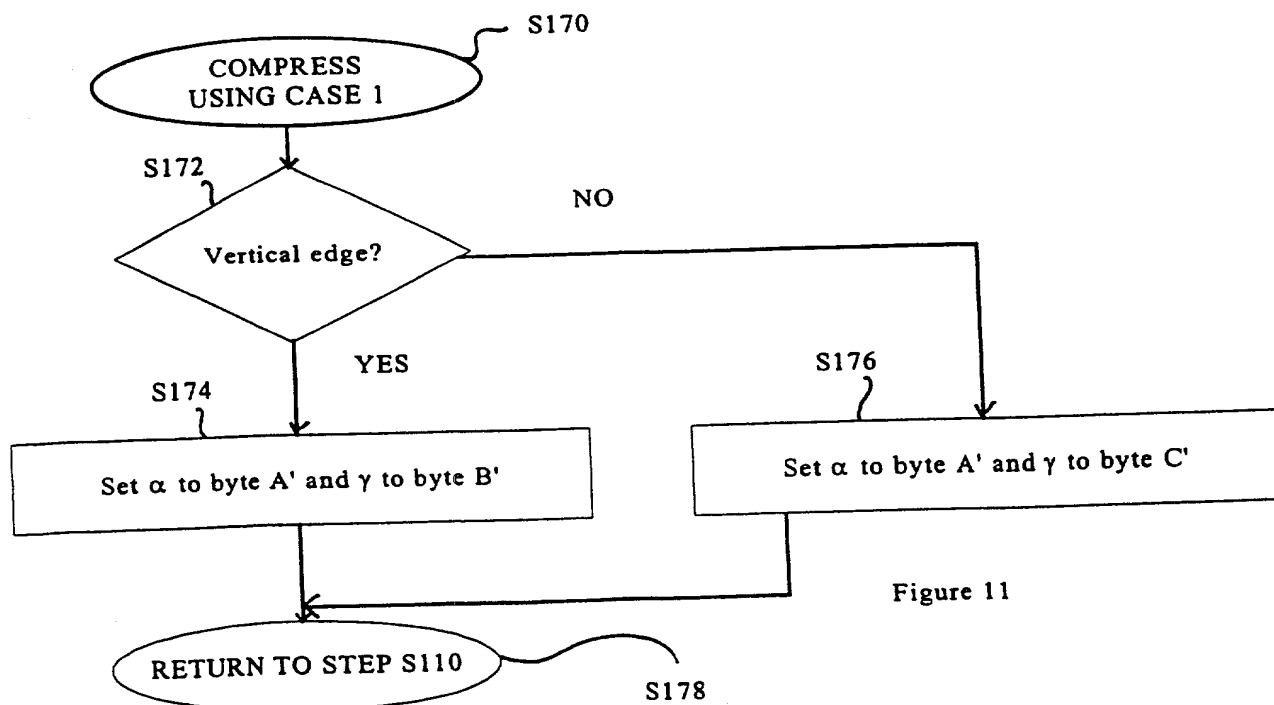 S170
COMPRESS
USING CASE 1
S172
NO
Vertical edge?
YES
S174
S176
Set α to byte A' and γ to byte B'
Set α to byte A' and γ to byte C'
Figure 11
RETURN TO STEP S110
S178